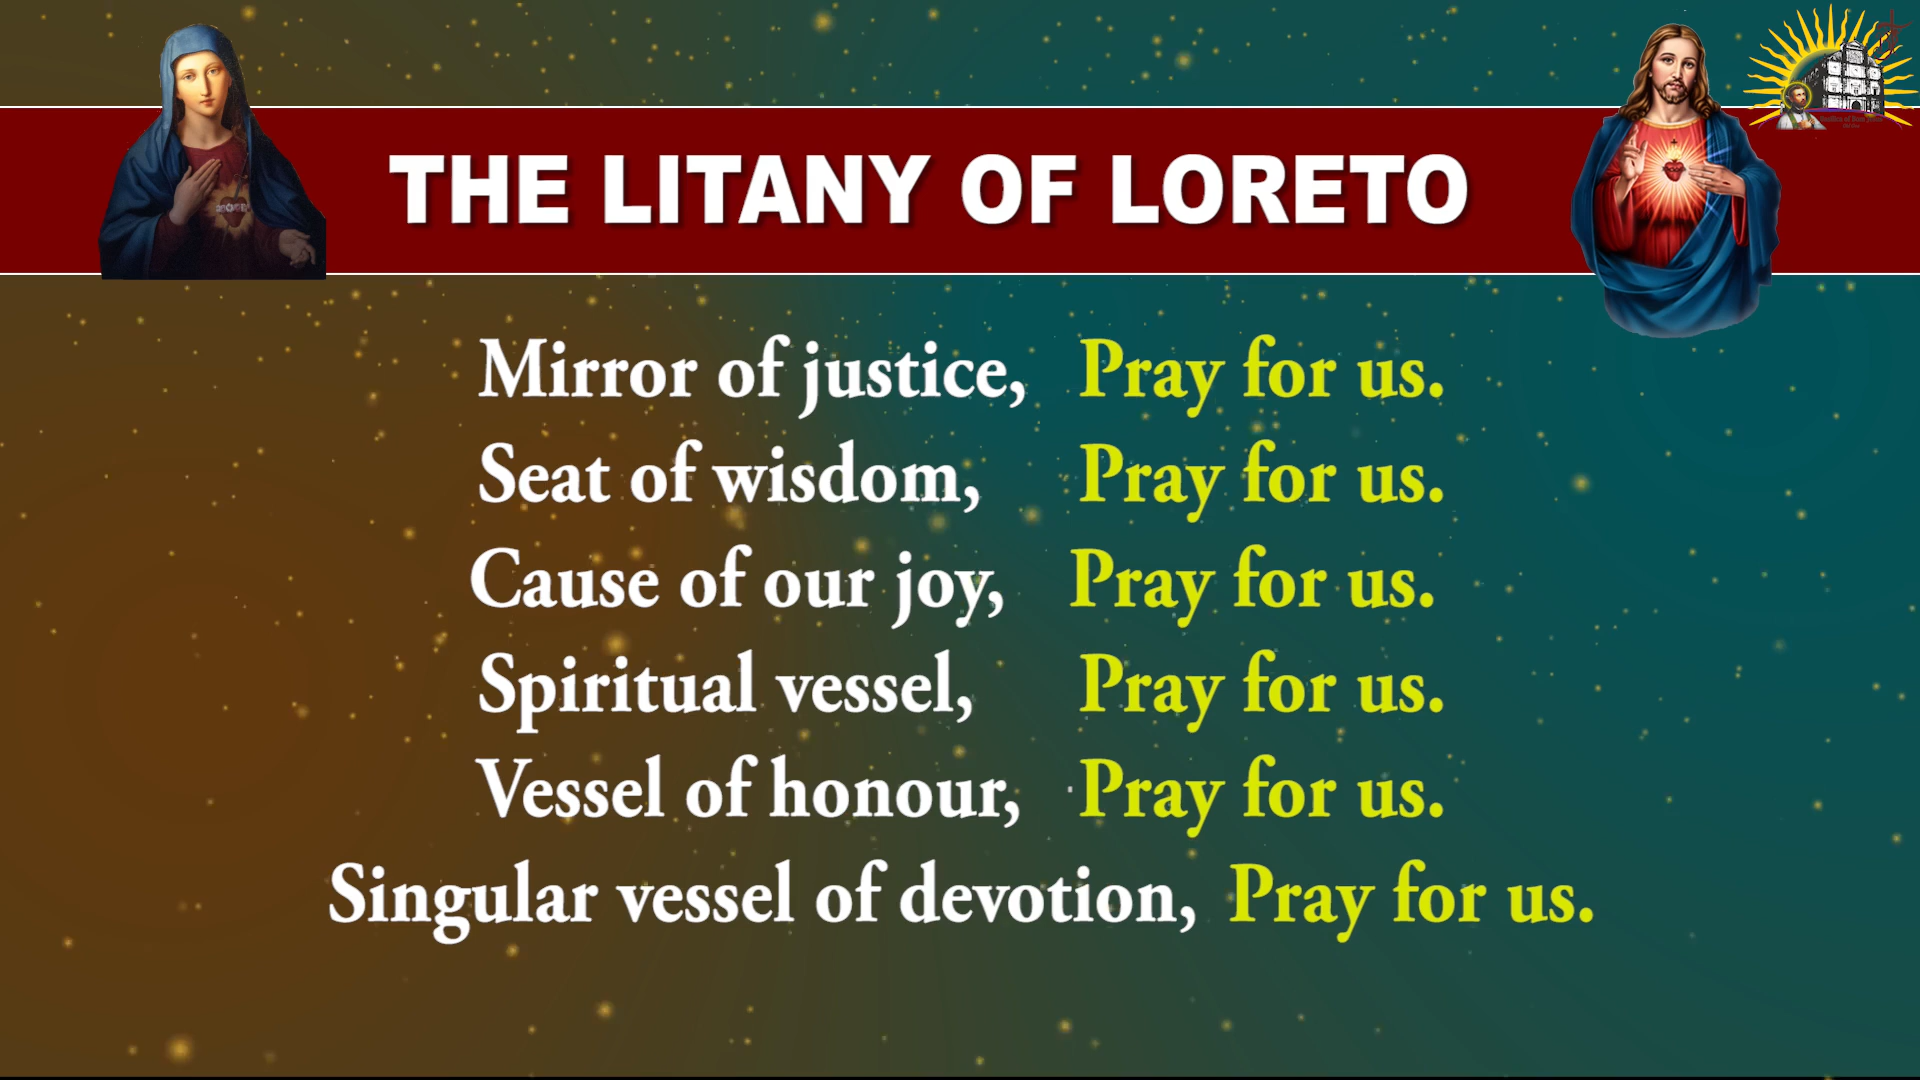 THE LITANY OF LORETO
Mirror of justice, Pray for us.
Seat of wisdom, Pray for us.
Cause of our joy, Pray for us.
Spiritual vessel, Pray for us.
Vessel of honour, Pray for us.
Singular vessel of devotion, Pray for us.